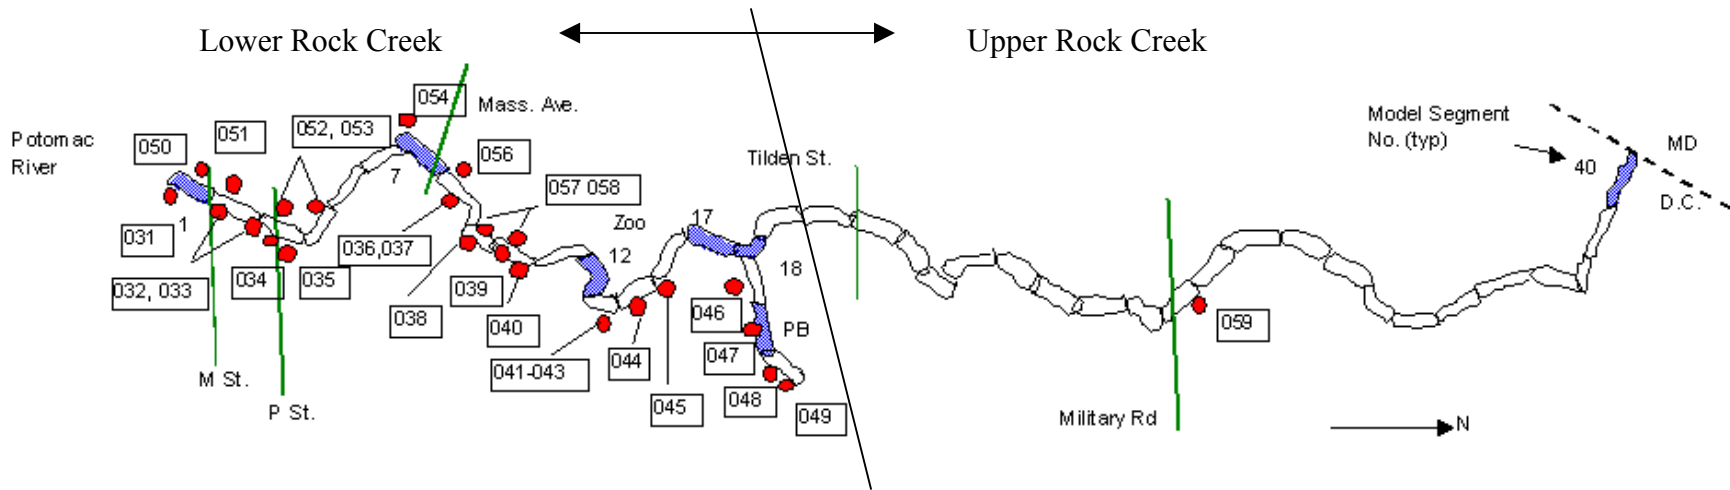 Lower Rock Creek
Upper Rock Creek
054
Mass. Ave.
Model Segment
No. (typ)
MD
40
D.C.
Potomac
River
050
051
052, 053
7
056
Tilden St.
057 058
Zoo
17
12
18
031
1
036,037
034
035
032, 033
038
039
040
046
PB
059
047
041-043
044
045
048
049
M St.
P St.
Military Rd
N